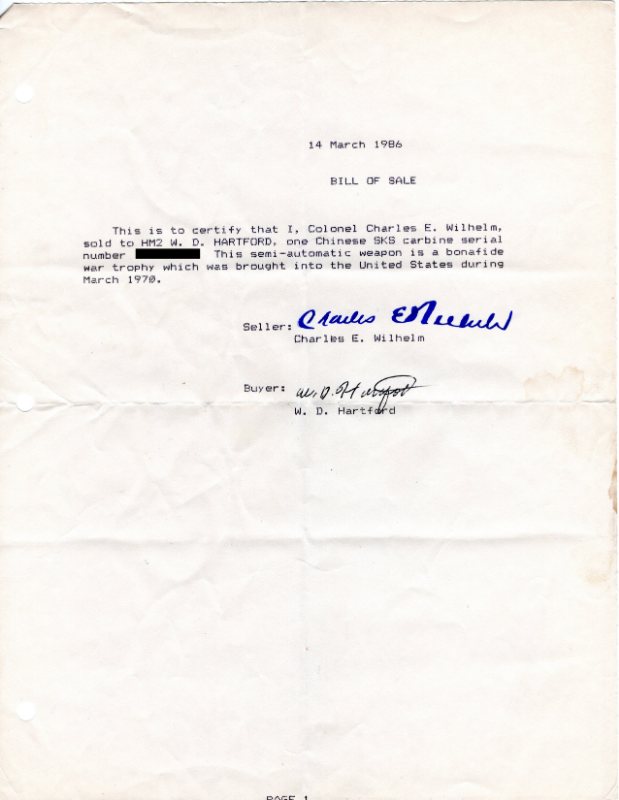 14 March 1986
BILL OF SALE
This is to certify that I, Colonel Charles E. Wilhelm,
sold to HM2 W. D. HARTFORD, one Chinese SKS carbine serial
number This semi-automatic weapon is a bonafide
war trophy which was brought into the United States during
March 1970.
Seller: Charles E Wilhelm
Charles E. Wilhelm
Buyer: W. D. Hartford
W. D. Hartford
PAGE 1